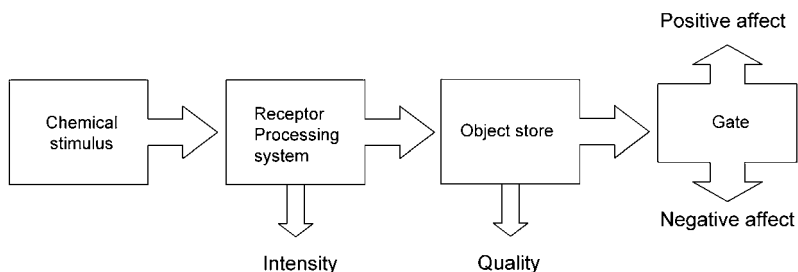 Positive affect
Chemical
stimulus
Receptor
Processing
system
Object store
Gate
Negative affect
Intensity
Quality